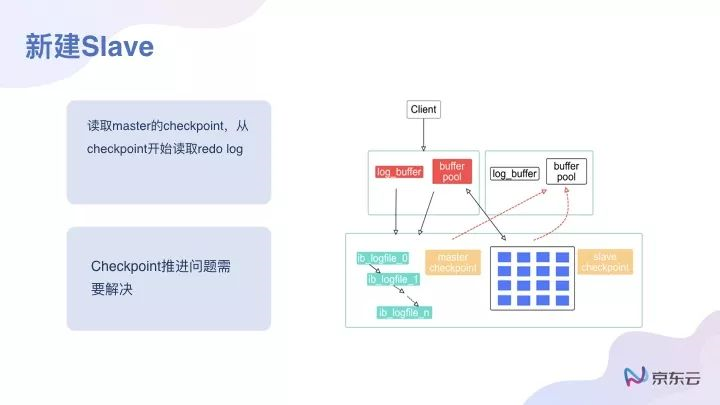 新建Slave
读取master的checkpoint，从
checkpoint开始读取redo log
Checkpoint推进问题需
要解决
Client
log_buffer
buffer
pool
log_buffer
buffer
pool
ib_logfile_0
ib_logfile_1
ib_logfile_n
master
checkpoint
slave
checkpoint
京东云